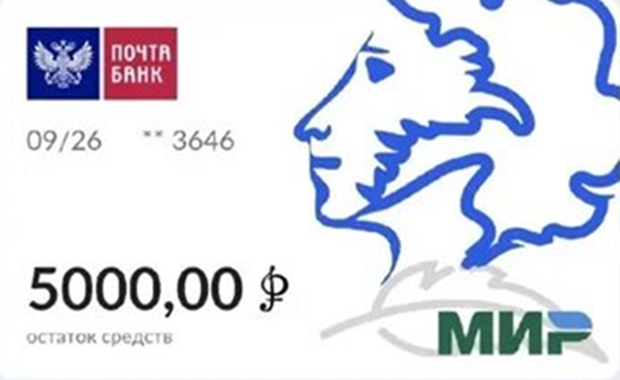 ПОЧТА
БАНК
09/26 ** 3646
5000,00 ₽
остаток средств
МИР